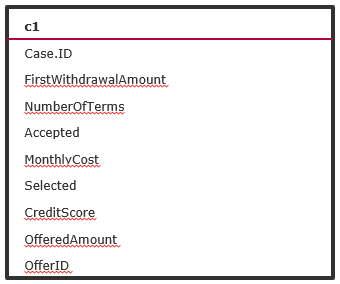 c1
Case.ID
FirstWithdrawalAmount
NumberOfTerms
Accepted
MonthlyCost
Selected
CreditScore
OfferedAmount
OfferID